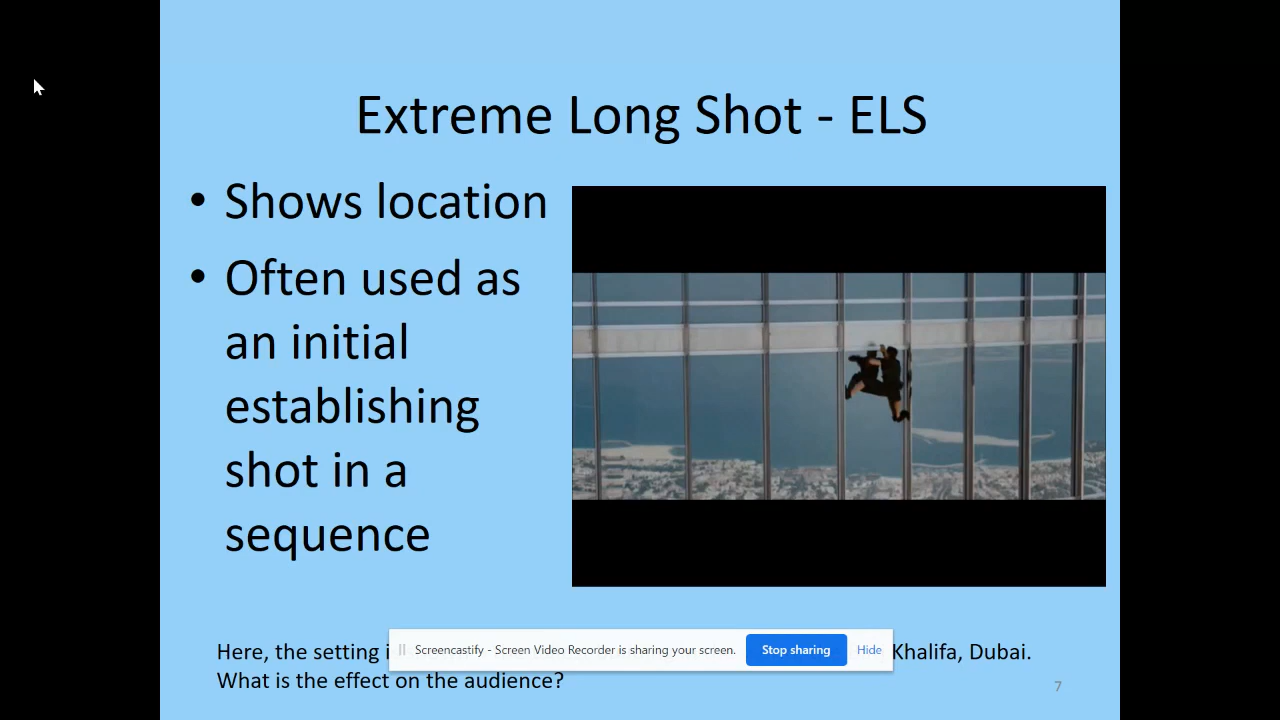 Extreme Long Shot - ELS
• Shows location
• Often used as
an initial
establishing
shot in a
sequence
Here, the setting Khalifa, Dubai.
What is the effect on the audience?
Screencastify - Screen Video Recorder is sharing your screen. Stop sharing Hide
7